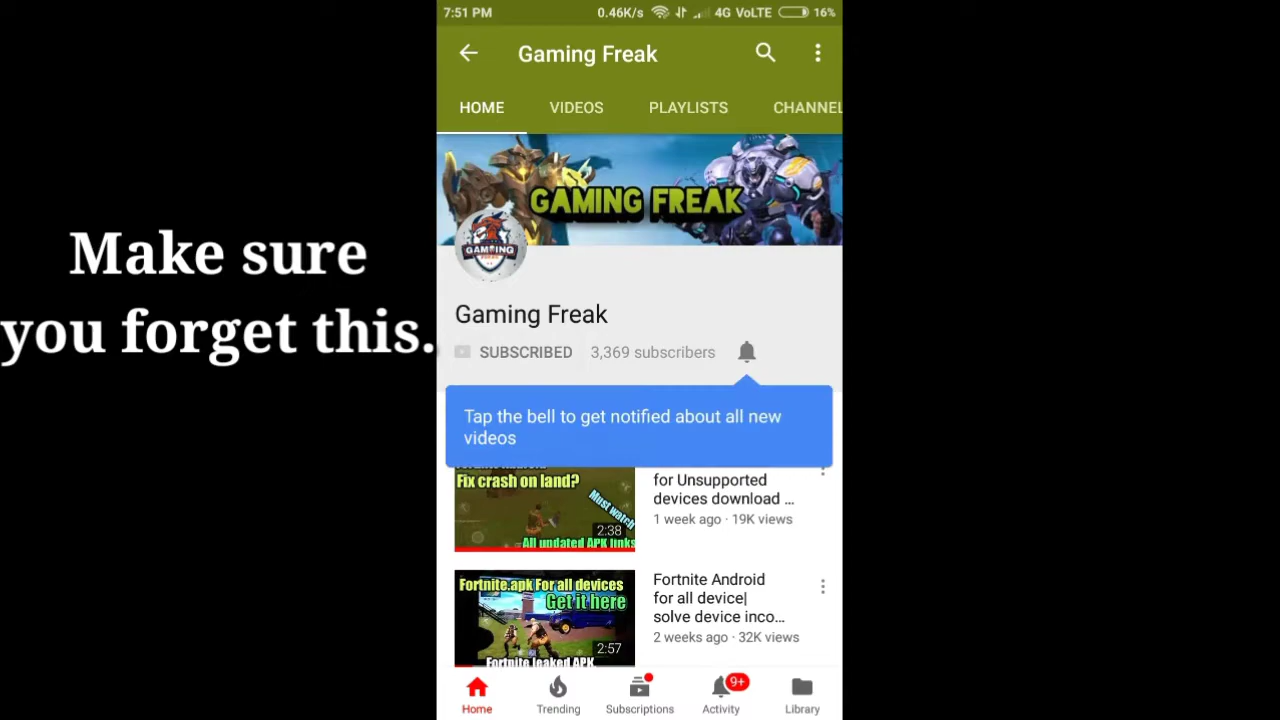 7:51 PM 0.46K/s 4G VoLTE 16%
Gaming Freak
HOME VIDEOS PLAYLISTS CHANNEL
GAMING FREAK
GAMING
Make sure
you forget this.
Gaming Freak
SUBSCRIBED 3,369 subscribers
Tap the bell to get notified about all new
videos
Fix crash on land?
Must watch
2:38
All updated APK links
for Unsupported
devices download ...
1 week ago · 19K views
Fortnite.apk For all devices
Get it here
2:57
Fortnite leaked APK
Fortnite Android
for all device|
solve device inco...
2 weeks ago · 32K views
9+
Home Trending Subscriptions Activity Library